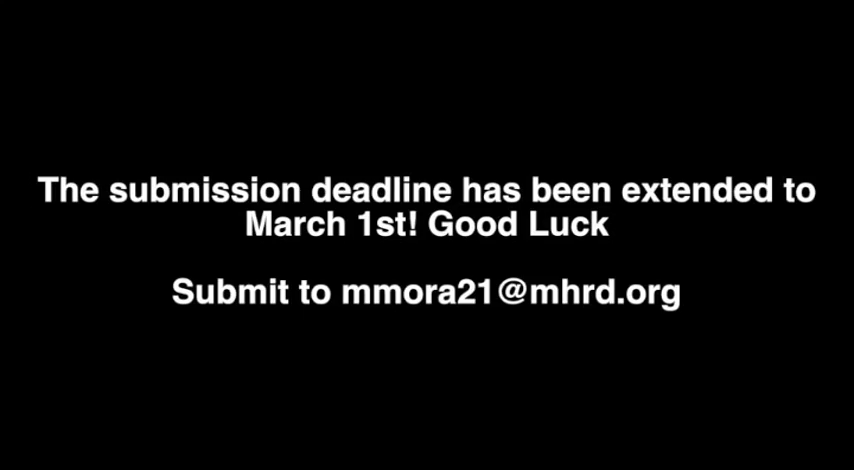 The submission deadline has been extended to
March 1st! Good Luck
Submit to mmora21@mhrd.org